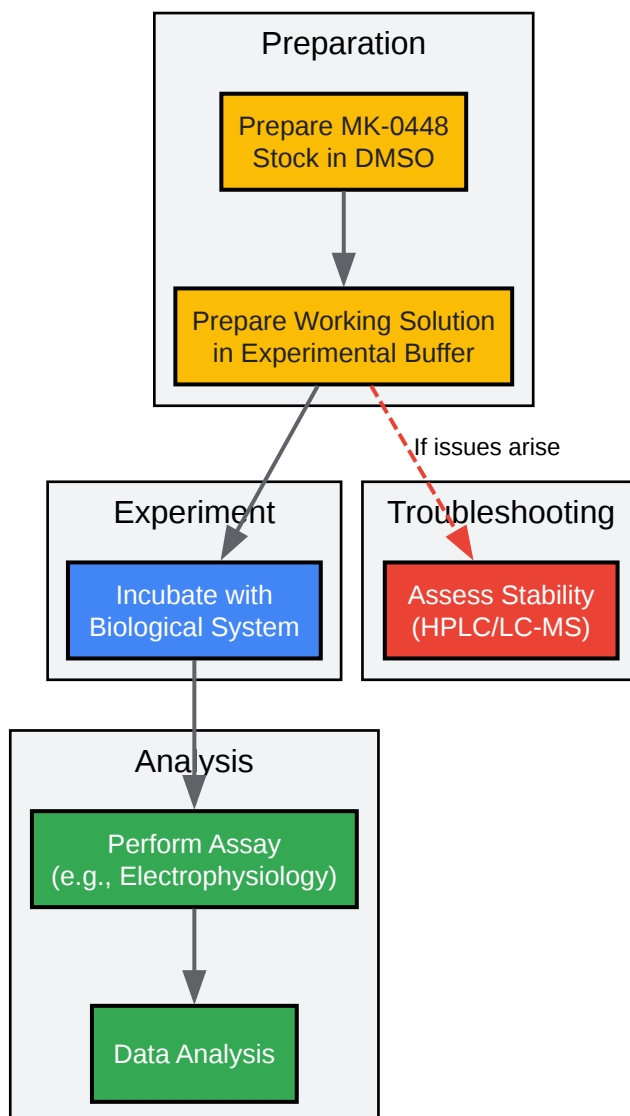 Preparation
Prepare MK-0448
Stock in DMSO
Prepare Working Solution
in Experimental Buffer
If issues arise
Experiment
Incubate with
Biological System
Troubleshooting
Assess Stability
(HPLC/LC-MS)
Analysis
Perform Assay
(e.g., Electrophysiology)
Data Analysis